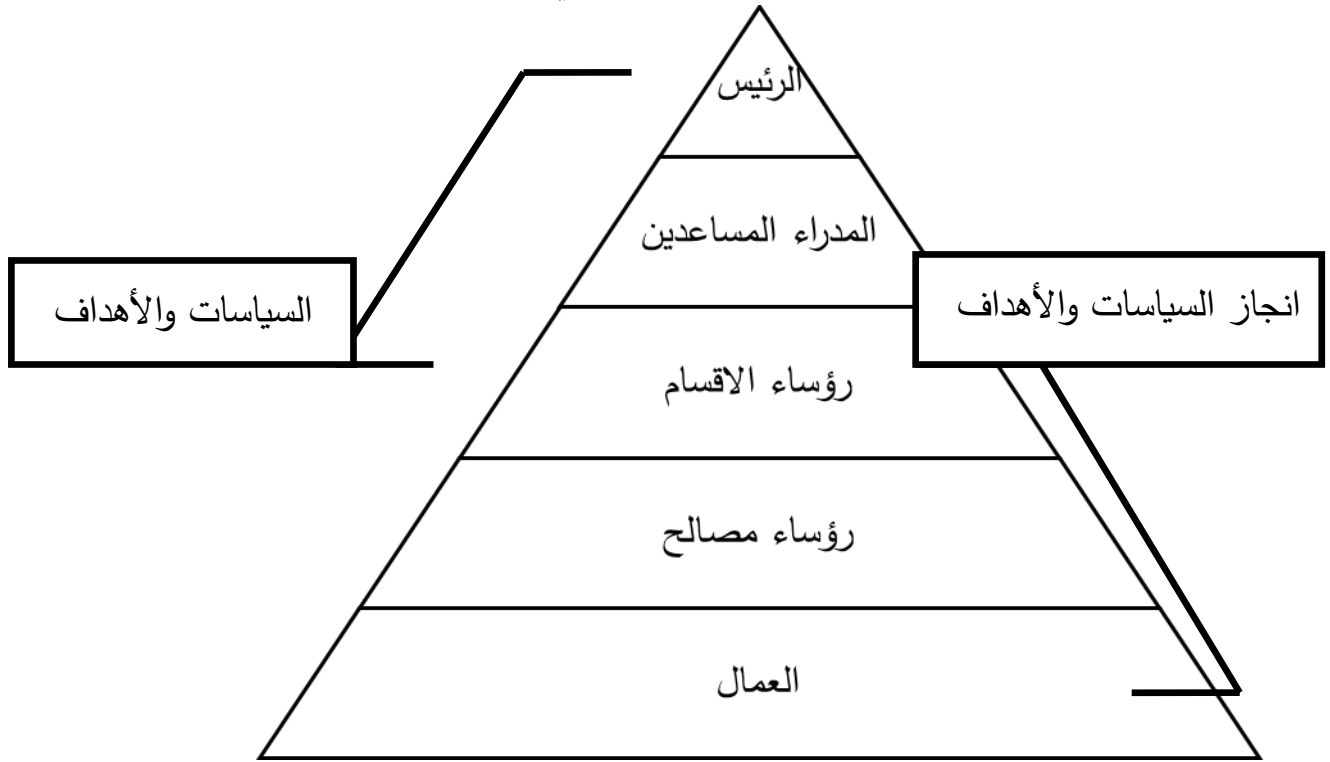 الرئيس
المدراء المساعدين
انجاز السياسات والأهداف
السياسات والأهداف
رؤساء الاقسام
رؤساء مصالح
العمال